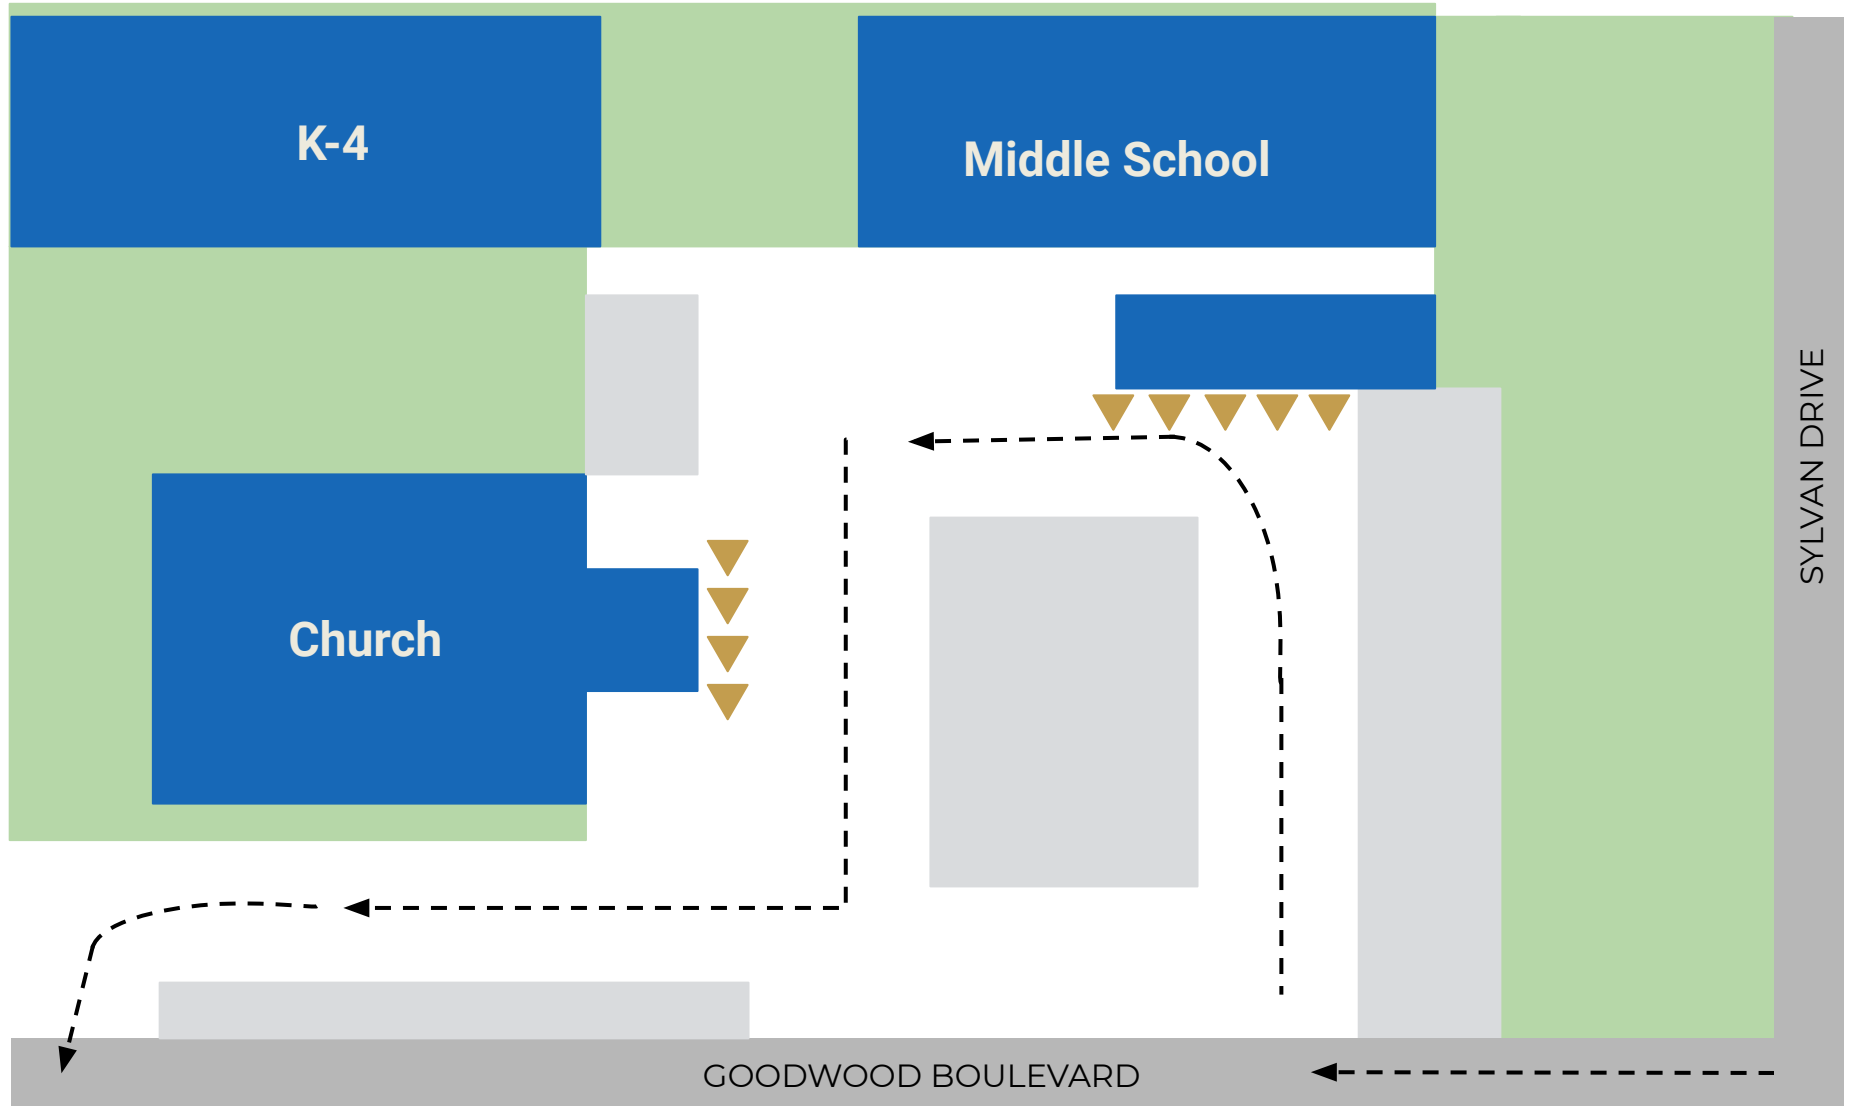 K-4
Middle School
SYLVAN DRIVE
Church
GOODWOOD BOULEVARD